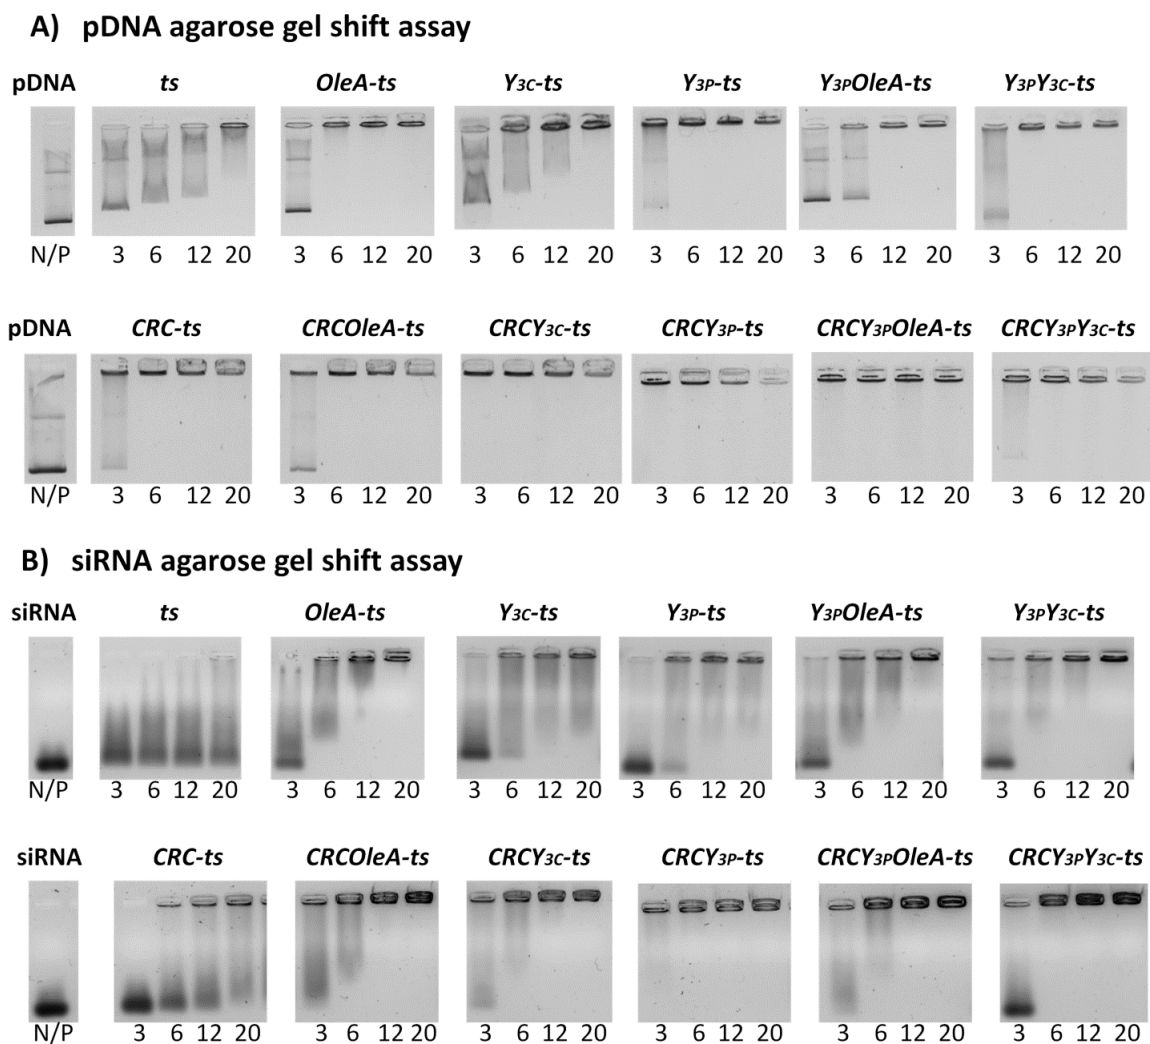 A) pDNA agarose gel shift assay
pDNA ts OleA-ts Y3C-ts Y3P-ts Y3POleA-ts Y3PY3C-ts
N/P 3 6 12 20 3 6 12 20 3 6 12 20 3 6 12 20 3 6 12 20 3 6 12 20
pDNA CRC-ts CRCOleA-ts CRCY3C-ts CRCY3P-ts CRCY3POleA-ts CRCY3PY3C-ts
N/P 3 6 12 20 3 6 12 20 3 6 12 20 3 6 12 20 3 6 12 20 3 6 12 20
B) siRNA agarose gel shift assay
siRNA ts OleA-ts Y3C-ts Y3P-ts Y3POleA-ts Y3PY3C-ts
N/P 3 6 12 20 3 6 12 20 3 6 12 20 3 6 12 20 3 6 12 20 3 6 12 20
siRNA CRC-ts CRCOleA-ts CRCY3C-ts CRCY3P-ts CRCY3POleA-ts CRCY3PY3C-ts
N/P 3 6 12 20 3 6 12 20 3 6 12 20 3 6 12 20 3 6 12 20 3 6 12 20